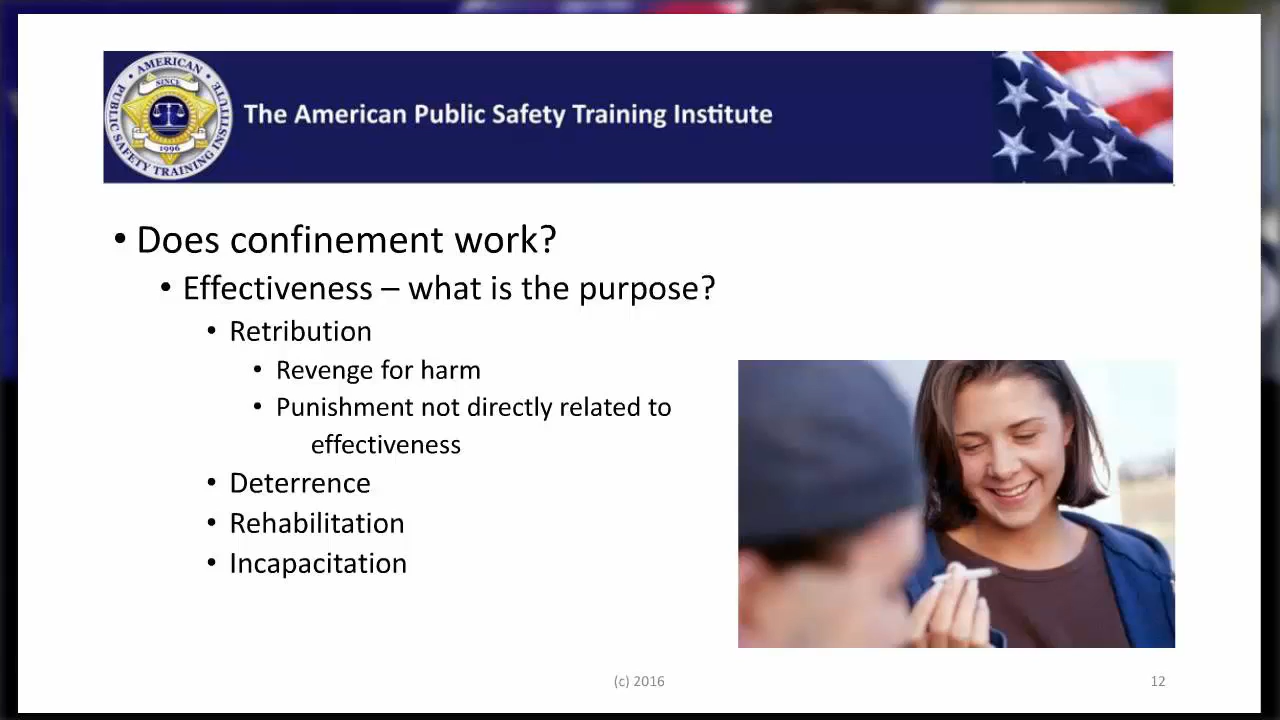 AMERICAN
PUBLIC SAFETY TRAINING INSTITUTE
SINCE
1996
The American Public Safety Training Institute
• Does confinement work?
• Effectiveness – what is the purpose?
• Retribution
• Revenge for harm
• Punishment not directly related to
effectiveness
• Deterrence
• Rehabilitation
• Incapacitation
(c) 2016
12